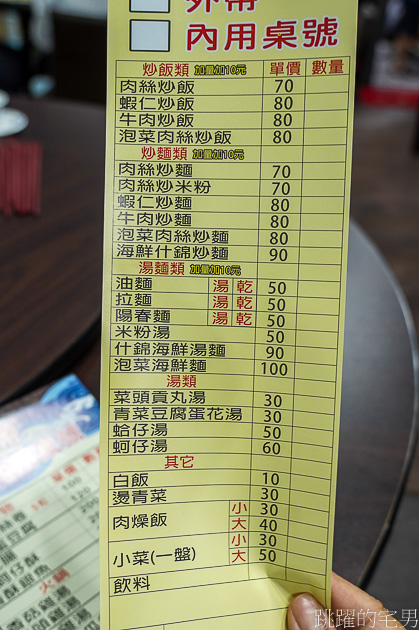 外帶
內用桌號
炒飯類 加量加10元 單價 數量
肉絲炒飯 70
蝦仁炒飯 80
牛肉炒飯 80
泡菜肉絲炒飯 80
炒麵類 加量加10元
肉絲炒麵 70
肉絲炒米粉 70
蝦仁炒麵 80
牛肉炒麵 80
泡菜肉絲炒麵 80
海鮮什錦炒麵 90
湯麵類 加量加10元
油麵 湯 乾 50
拉麵 湯 乾 50
陽春麵 湯 乾 50
米粉湯 50
什錦海鮮湯麵 90
泡菜海鮮麵 100
湯類
菜頭貢丸湯 30
青菜豆腐蛋花湯 30
蛤仔湯 50
蚵仔湯 60
其它
白飯 10
燙青菜 30
肉燥飯 小 30
大 40
小菜(一盤) 小 30
大 50
飲料
火鍋
跳躍的宅男